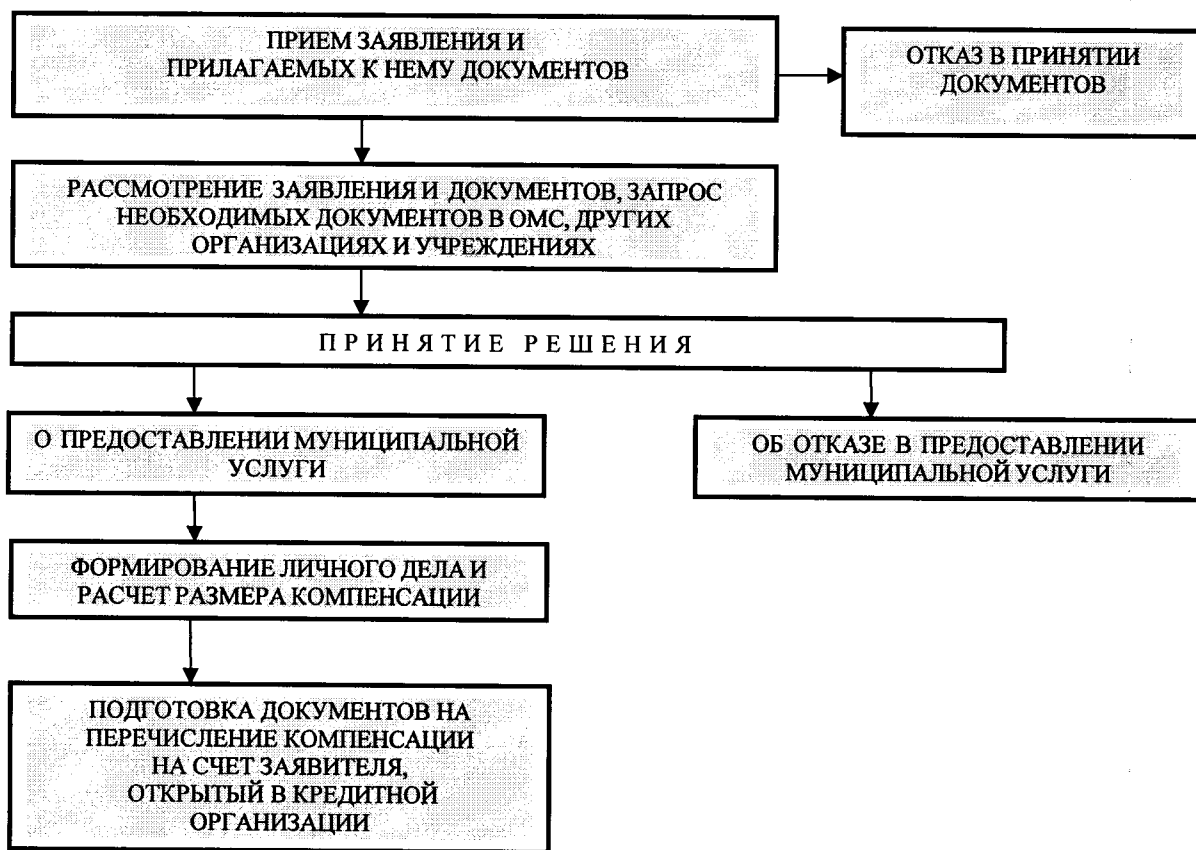 ПРИЕМ ЗАЯВЛЕНИЯ И
ПРИЛАГАЕМЫХ К НЕМУ ДОКУМЕНТОВ
ОТКАЗ В ПРИНЯТИИ
ДОКУМЕНТОВ
РАССМОТРЕНИЕ ЗАЯВЛЕНИЯ И ДОКУМЕНТОВ, ЗАПРОС
НЕОБХОДИМЫХ ДОКУМЕНТОВ В ОМС, ДРУГИХ
ОРГАНИЗАЦИЯХ И УЧРЕЖДЕНИЯХ
ПРИНЯТИЕ РЕШЕНИЯ
О ПРЕДОСТАВЛЕНИИ МУНИЦИПАЛЬНОЙ
УСЛУГИ
ОБ ОТКАЗЕ В ПРЕДОСТАВЛЕНИИ
МУНИЦИПАЛЬНОЙ УСЛУГИ
ФОРМИРОВАНИЕ ЛИЧНОГО ДЕЛА И
РАСЧЕТ РАЗМЕРА КОМПЕНСАЦИИ
ПОДГОТОВКА ДОКУМЕНТОВ НА
ПЕРЕЧИСЛЕНИЕ КОМПЕНСАЦИИ
НА СЧЕТ ЗАЯВИТЕЛЯ,
ОТКРЫТЫЙ В КРЕДИТНОЙ
ОРГАНИЗАЦИИ